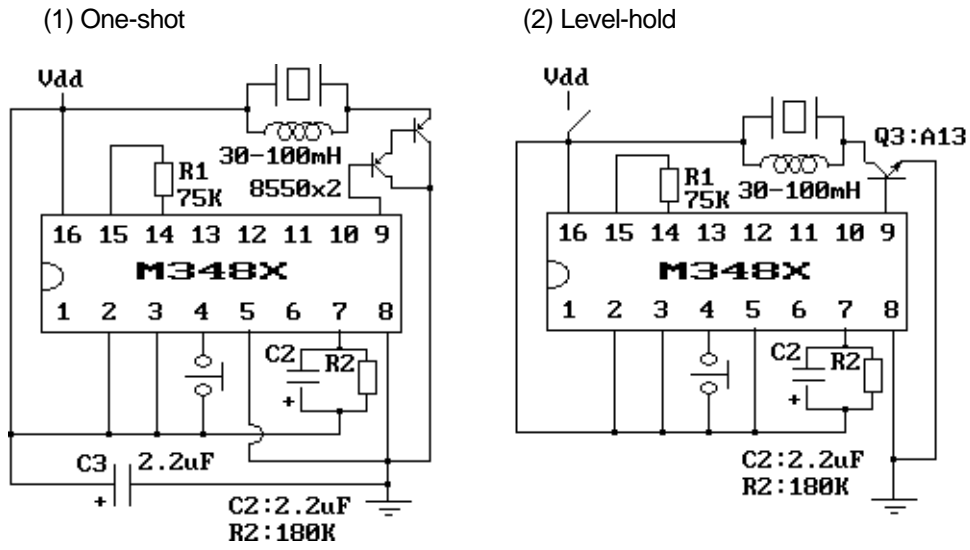 (1) One-shot
Vdd
30-100mH
R1
75K
8550x2
16 15 14 13 12 11 10 9
M348X
1 2 3 4 5 6 7 8
C2
R2
+
C3 2.2uF
+
C2:2.2uF
R2:180K
(2) Level-hold
Vdd
Q3:A13
R1
75K
30-100mH
16 15 14 13 12 11 10 9
M348X
1 2 3 4 5 6 7 8
C2
R2
+
C2:2.2uF
R2:180K